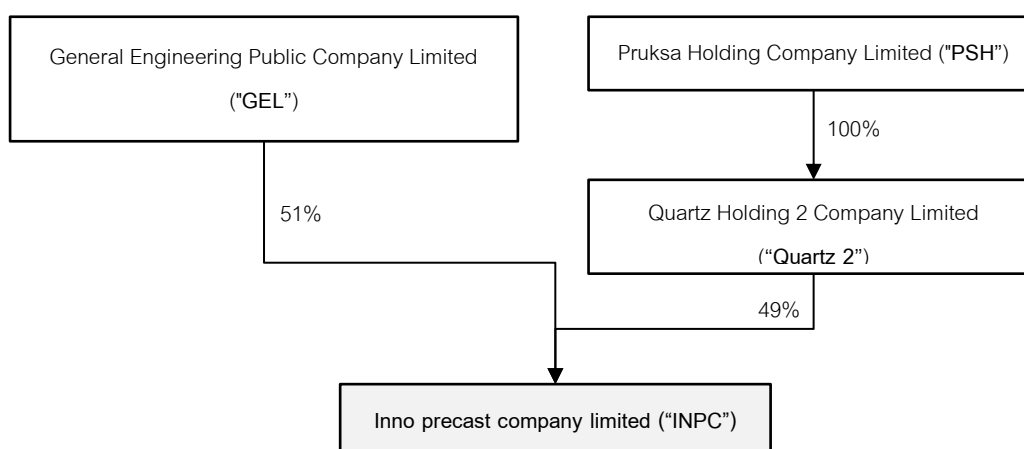 General Engineering Public Company Limited
("GEL”)
Pruksa Holding Company Limited ("PSH”)
100%
51%
Quartz Holding 2 Company Limited
(“Quartz 2”)
49%
Inno precast company limited (“INPC”)